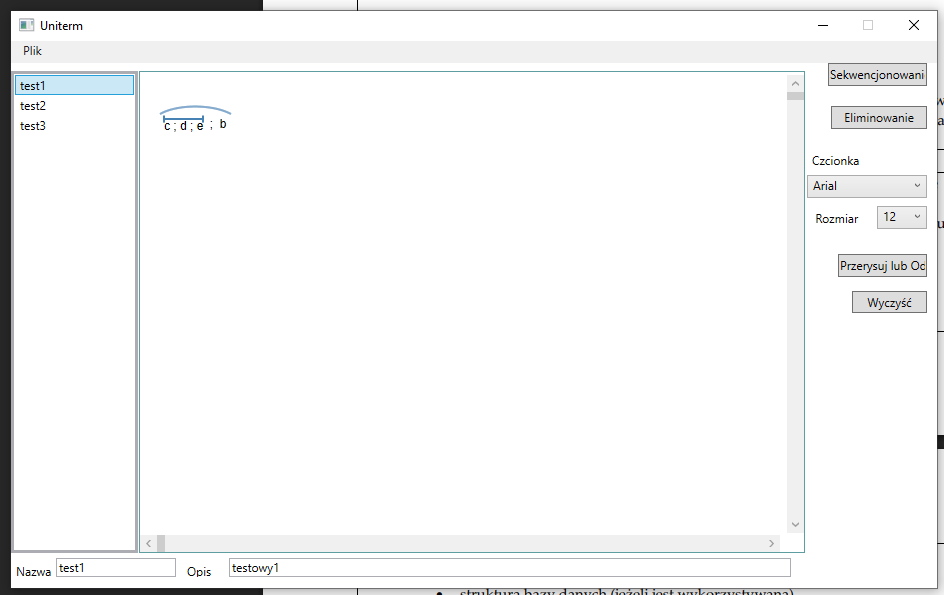 Uniterm
Plik
test1
test2
test3
c ; d ; e ; b
Sekwencjonowani
Eliminowanie
Czcionka
Arial
Rozmiar
12
Przerysuj lub Od
Wyczyść
Nazwa
test1
Opis
testowy1
struktura bazy danych (jeżeli jest wykorzystywana)